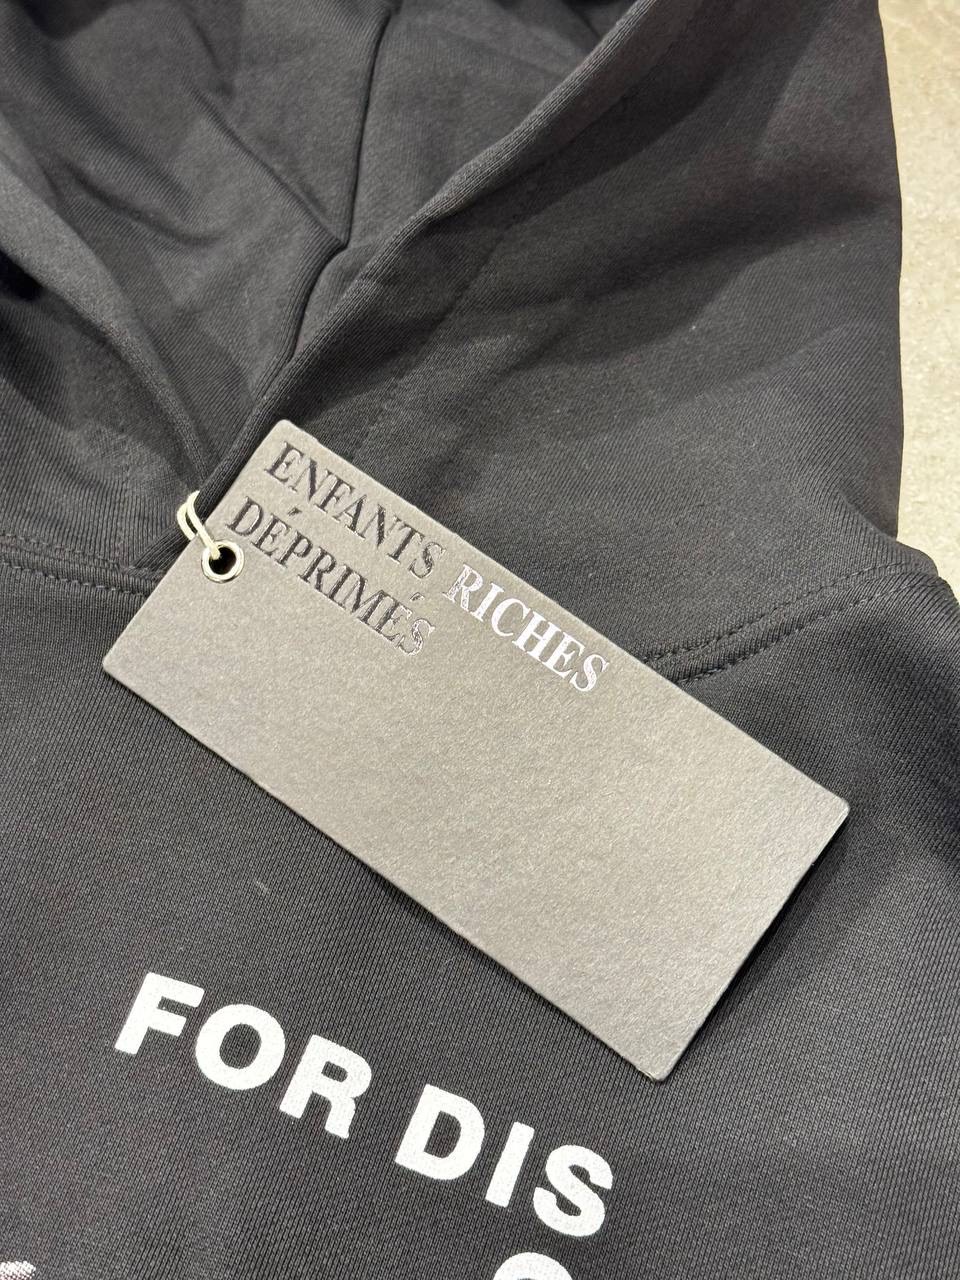 ENFANTS RICHES
DÉPRIMÉS
FOR DIS